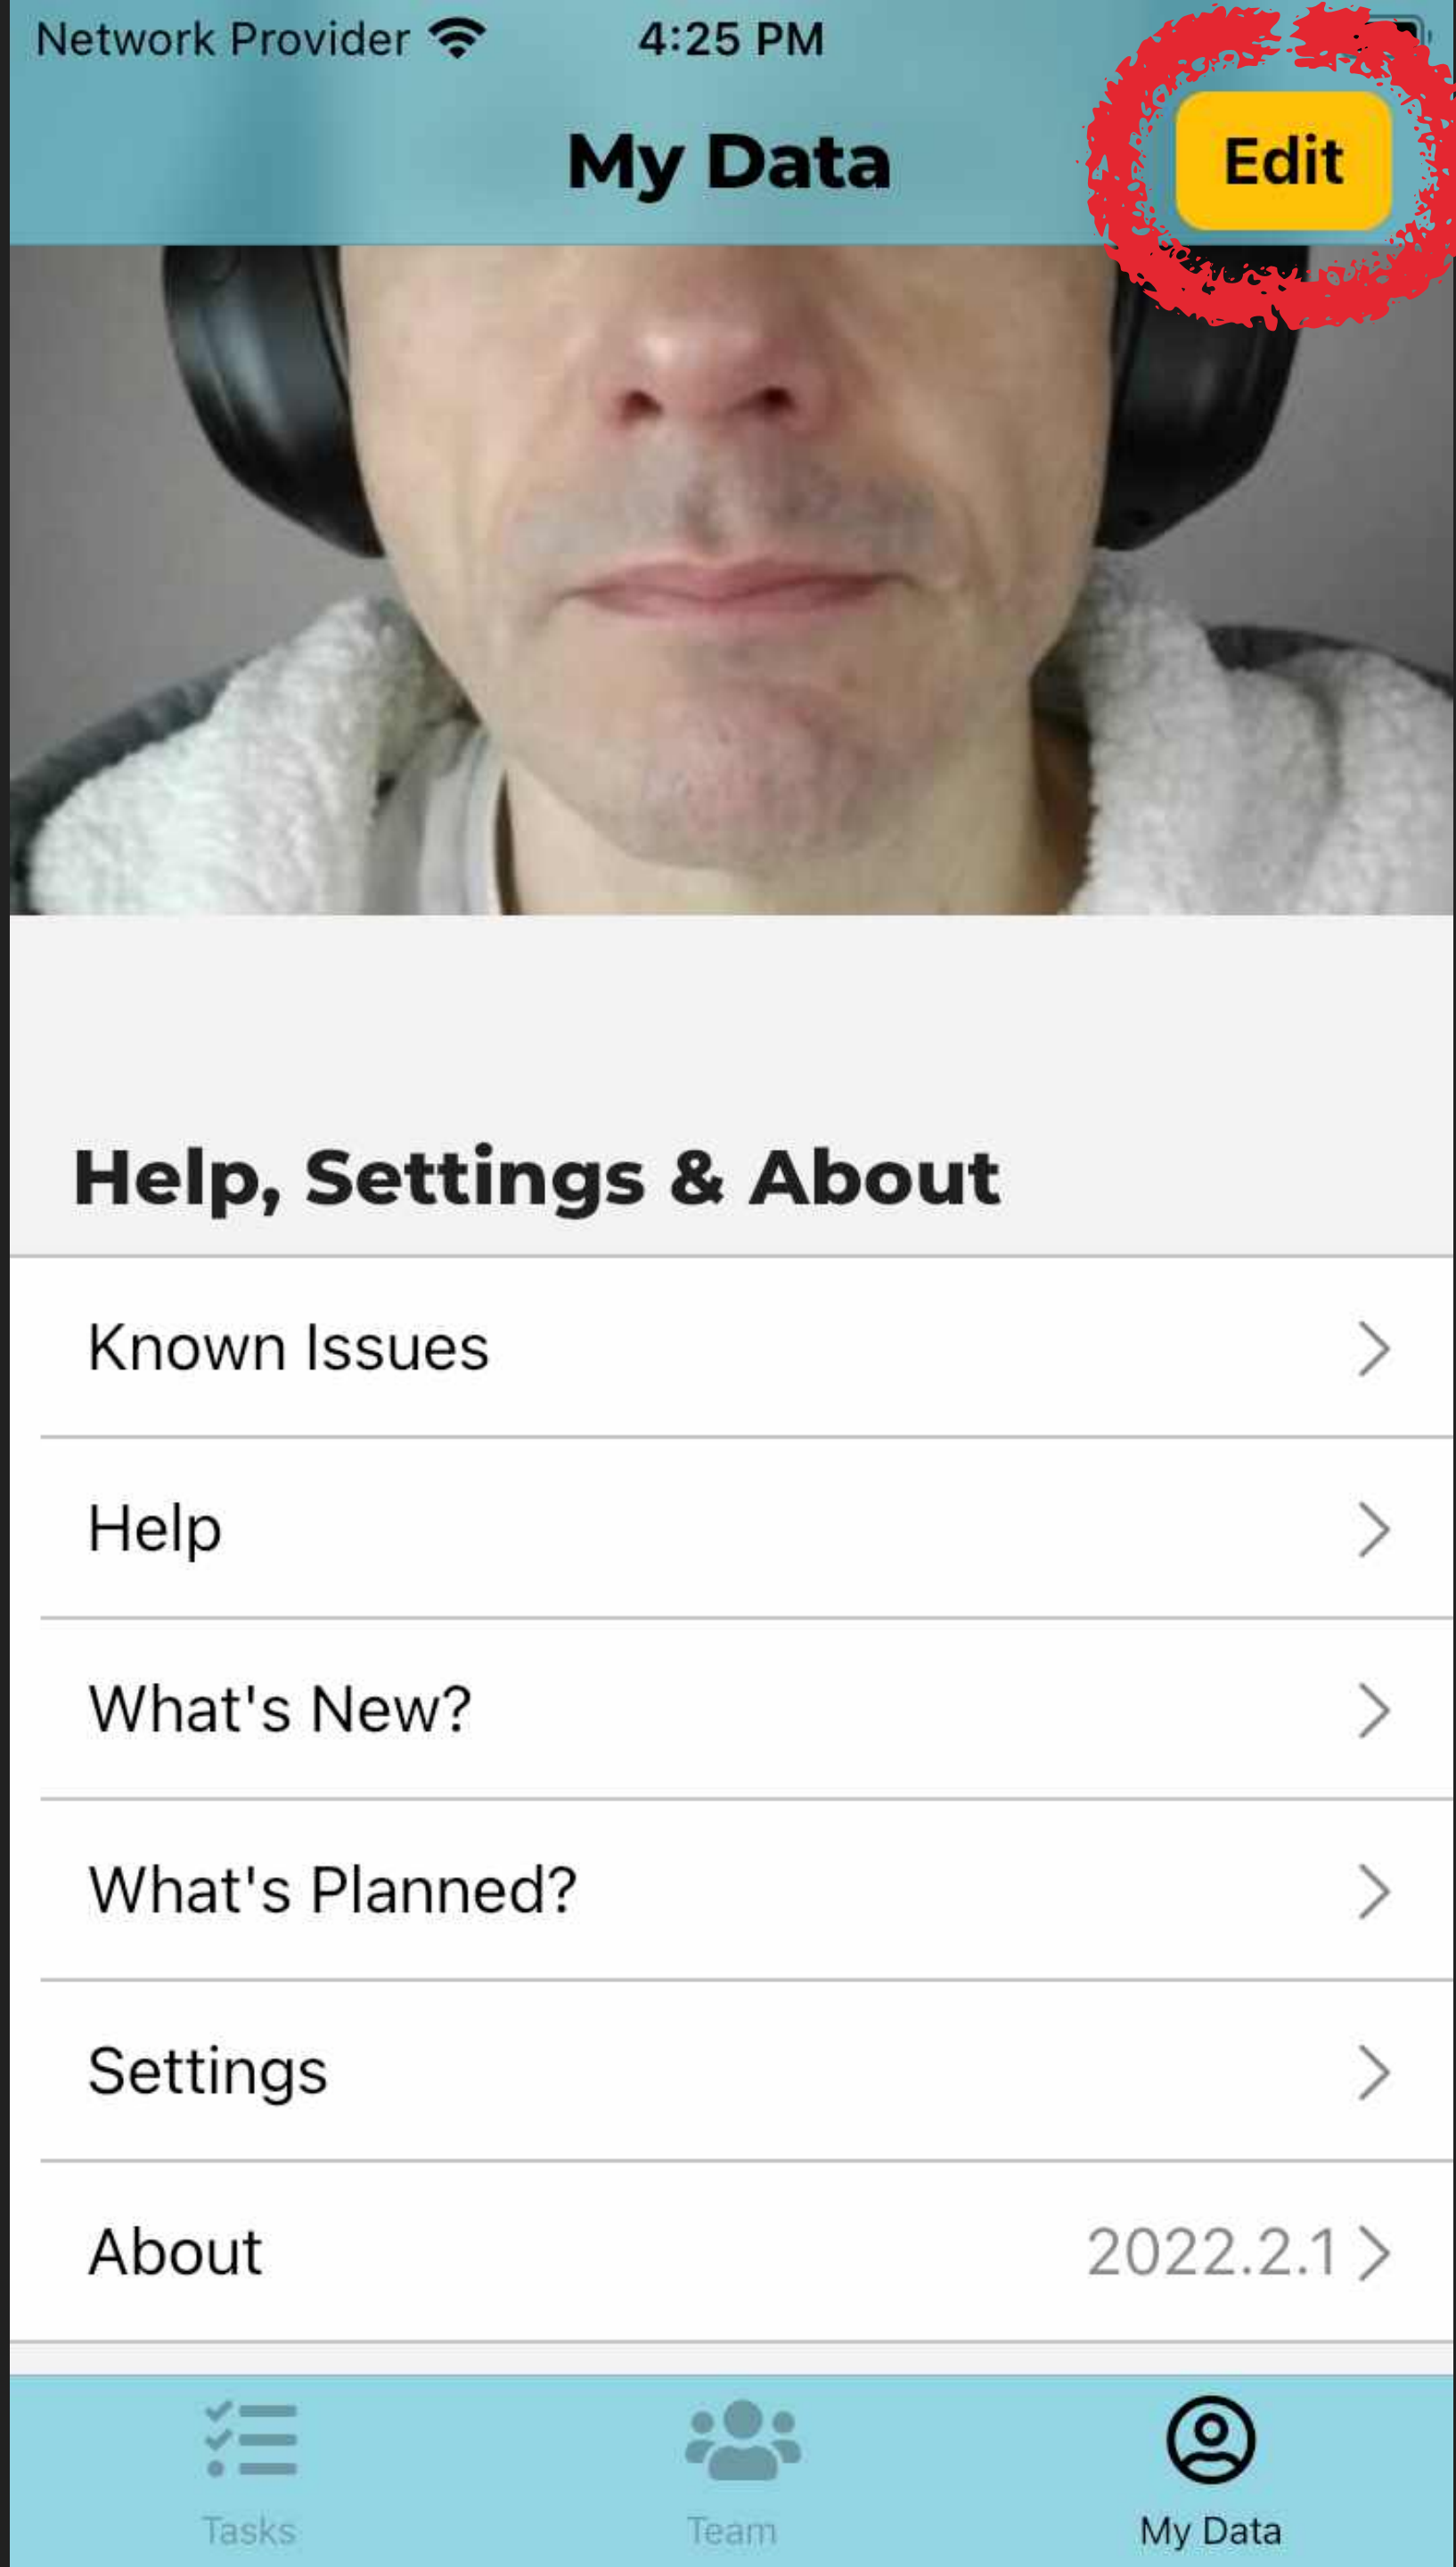 Network Provider 4:25 PM
My Data Edit
Help, Settings & About
Known Issues
Help
What's New?
What's Planned?
Settings
About 2022.2.1
Tasks Team My Data